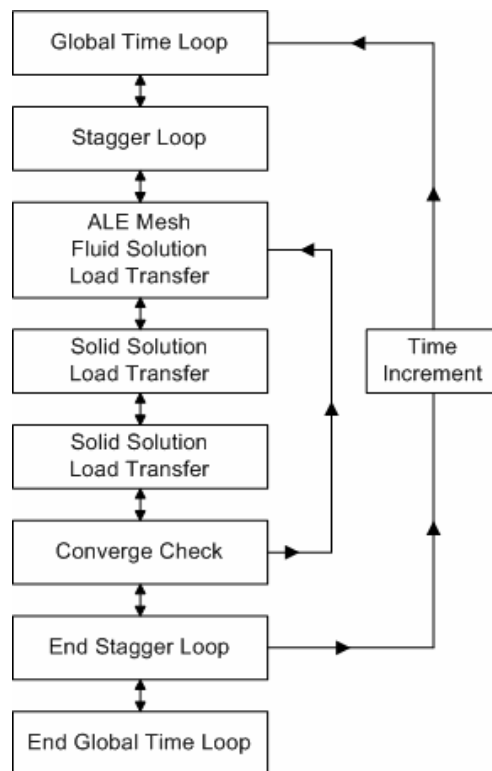 Global Time Loop
Stagger Loop
ALE Mesh
Fluid Solution
Load Transfer
Solid Solution
Load Transfer
Time
Increment
Solid Solution
Load Transfer
Converge Check
End Stagger Loop
End Global Time Loop